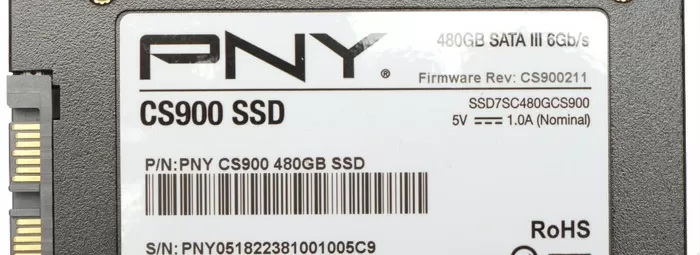 PNY®
480GB SATA III 6Gb/s
Firmware Rev: CS900211
CS900 SSD
SSD7SC480GCS900
5V ⎓ 1.0A (Nominal)
P/N:PNY CS900 480GB SSD
RoHS
S/N: PNY051822381001005C9